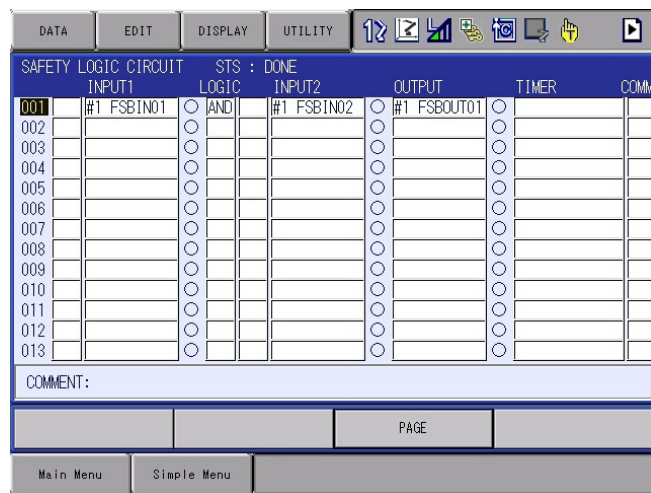 DATA EDIT DISPLAY UTILITY
SAFETY LOGIC CIRCUIT STS : DONE
INPUT1 LOGIC INPUT2 OUTPUT TIMER COMM
001 #1 FSBIN01 AND #1 FSBIN02 #1 FSBOUT01
002
003
004
005
006
007
008
009
010
011
012
013
COMMENT:
PAGE
Main Menu Simple Menu